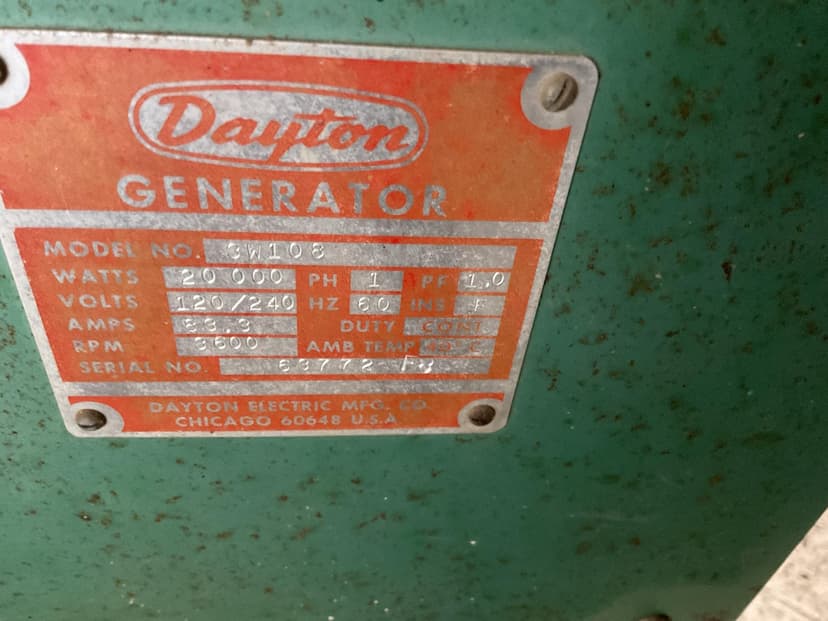 Dayton
GENERATOR
MODEL NO. 3W108
WATTS 20 000 PH 1 PF 1.0
VOLTS 120/240 HZ 60 INS F
AMPS 83.3 DUTY CONT
RPM 3600 AMB TEMP
SERIAL NO. 63772
DAYTON ELECTRIC MFG. CO.
CHICAGO 60648 U.S.A.